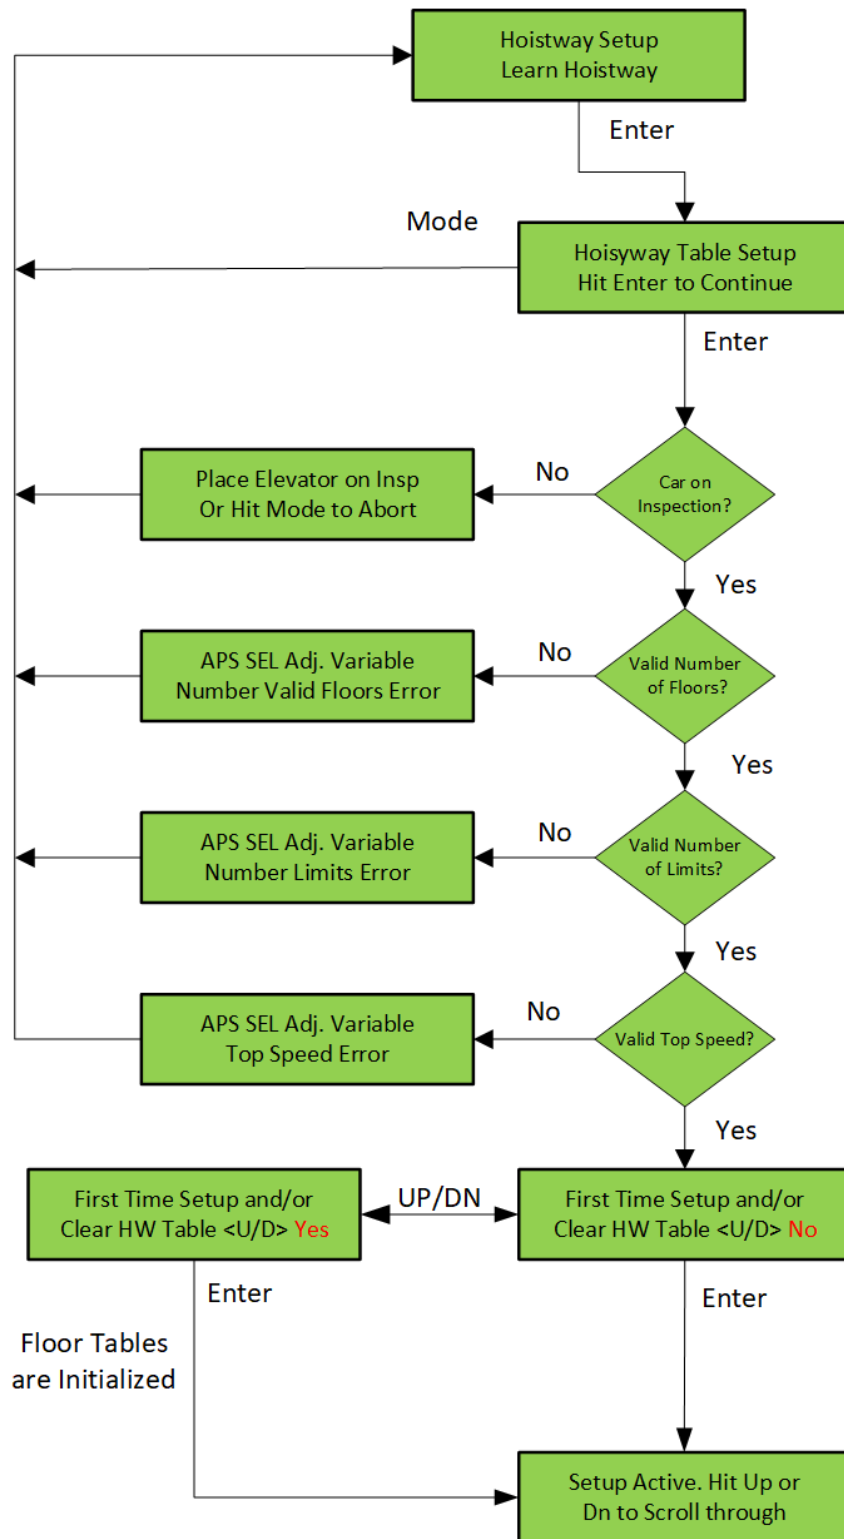 Hoistway Setup
Learn Hoistway
Enter
Mode
Hoisyway Table Setup
Hit Enter to Continue
Enter
Place Elevator on Insp
Or Hit Mode to Abort
No
Car on
Inspection?
Yes
APS SEL Adj. Variable
Number Valid Floors Error
No
Valid Number
of Floors?
Yes
APS SEL Adj. Variable
Number Limits Error
No
Valid Number
of Limits?
Yes
APS SEL Adj. Variable
Top Speed Error
No
Valid Top Speed?
Yes
First Time Setup and/or
Clear HW Table <U/D> Yes
UP/DN
First Time Setup and/or
Clear HW Table <U/D> No
Enter
Enter
Floor Tables
are Initialized
Setup Active. Hit Up or
Dn to Scroll through